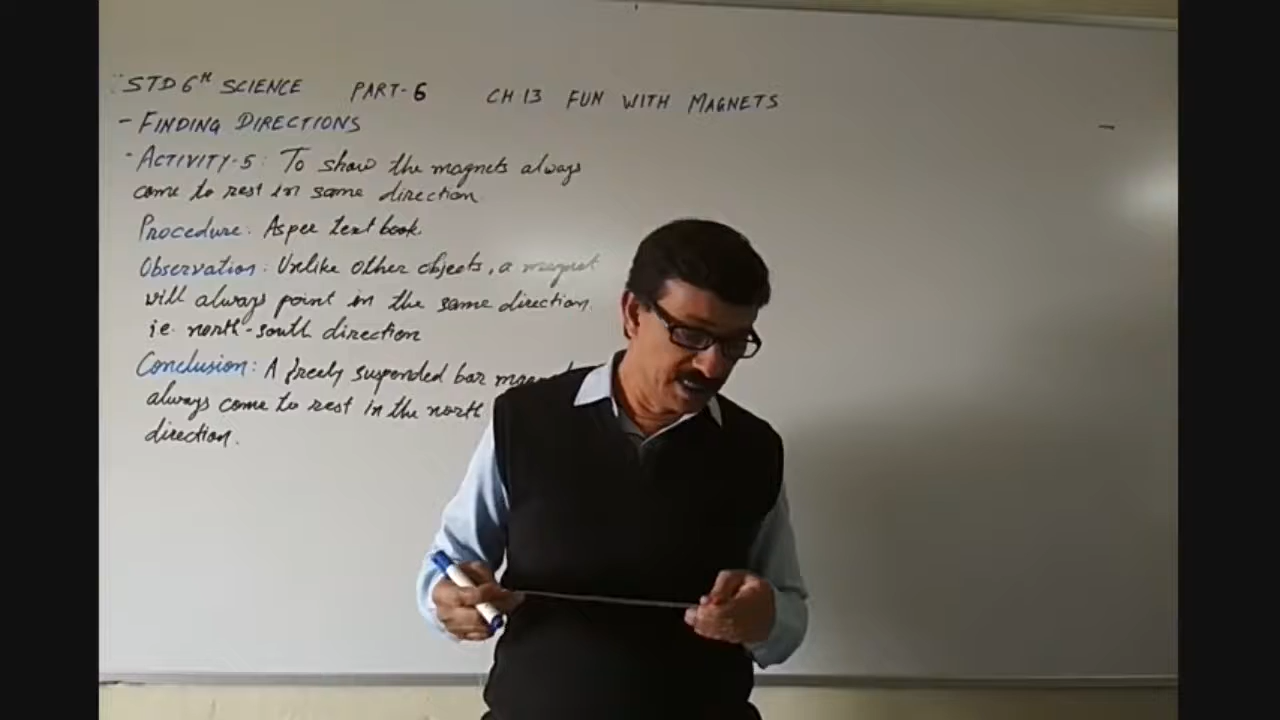 STD 6TH SCIENCE PART-6 CH 13 FUN WITH MAGNETS
- FINDING DIRECTIONS
- ACTIVITY-5: To show the magnets always
come to rest in same direction
Procedure: As per text book
Observation: Unlike other objects, a magnet
will always point in the same direction.
i.e. north-south direction
Conclusion: A freely suspended bar
always come to rest in the north
direction.